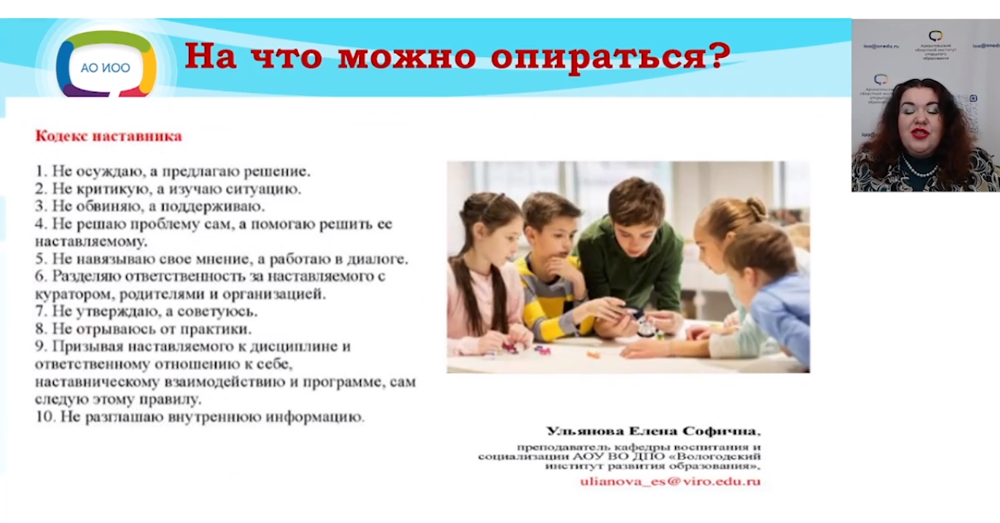 АО ИОО
На что можно опираться?
Кодекс наставника
1. Не осуждаю, а предлагаю решение.
2. Не критикую, а изучаю ситуацию.
3. Не обвиняю, а поддерживаю.
4. Не решаю проблему сам, а помогаю решить ее
наставляемому.
5. Не навязываю свое мнение, а работаю в диалоге.
6. Разделяю ответственность за наставляемого с
куратором, родителями и организацией.
7. Не утверждаю, а советуюсь.
8. Не отрываюсь от практики.
9. Призывая наставляемого к дисциплине и
ответственному отношению к себе,
наставническому взаимодействию и программе, сам
следую этому правилу.
10. Не разглашаю внутреннюю информацию.
Ульянова Елена Софична,
преподаватель кафедры воспитания и
социализации АОУ ВО ДПО «Вологодский
институт развития образования»,
ulianova_es@viro.edu.ru
ioo@onedu.ru
Архангельский
областной институт
открытого
образования